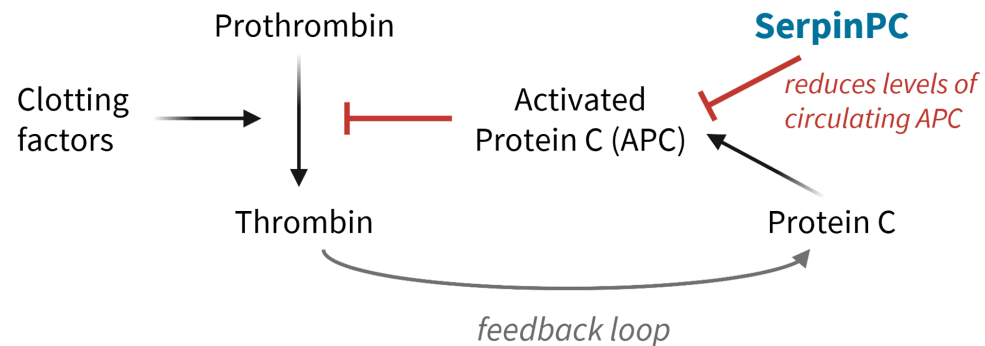 Prothrombin
SerpinPC
Clotting
factors
Activated
Protein C (APC)
reduces levels of
circulating APC
Thrombin
Protein C
feedback loop